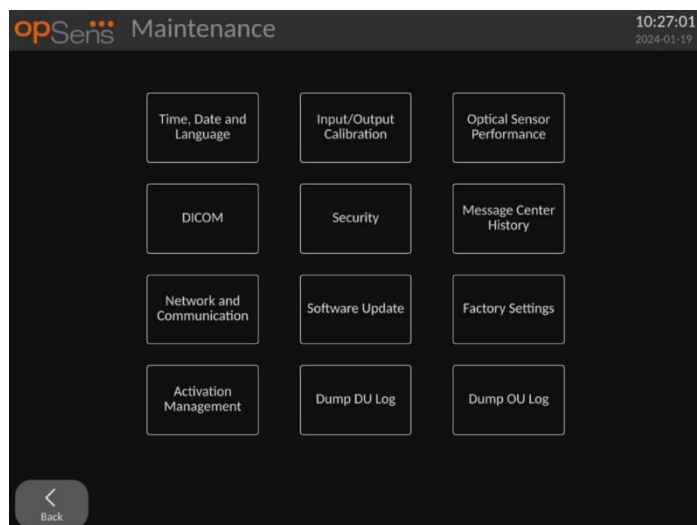 opSens Maintenance
10:27:01
2024-01-19
Time, Date and
Language
Input/Output
Calibration
Optical Sensor
Performance
DICOM
Security
Message Center
History
Network and
Communication
Software Update
Factory Settings
Activation
Management
Dump DU Log
Dump OU Log
Back